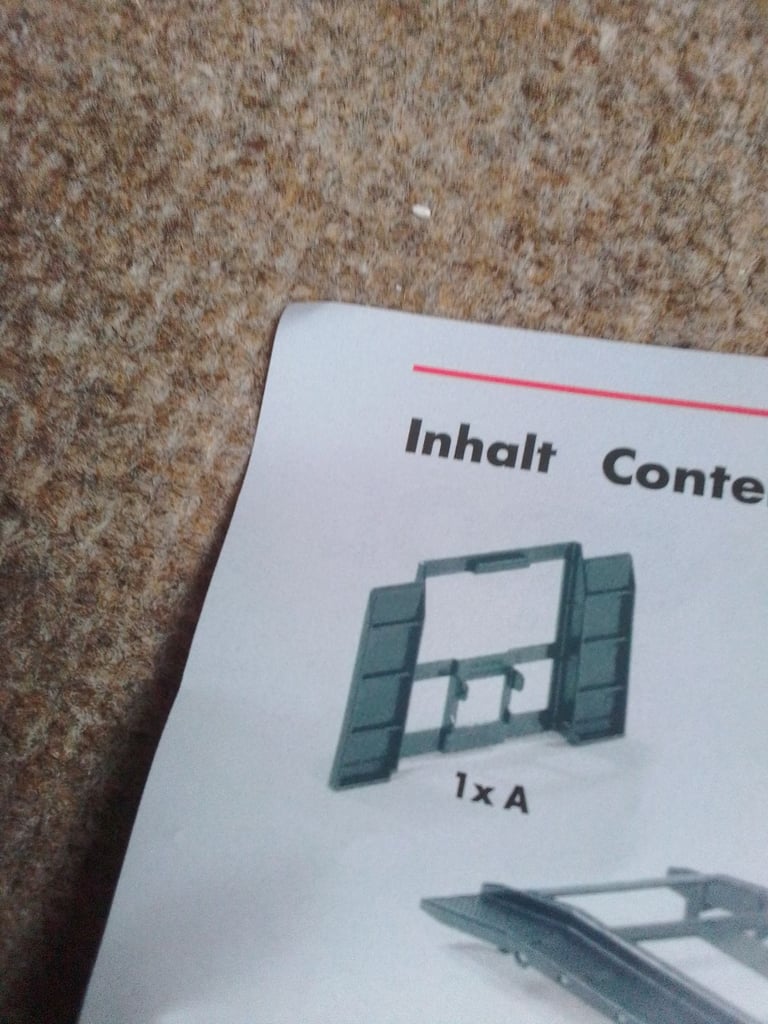 Inhalt Conte
1x A